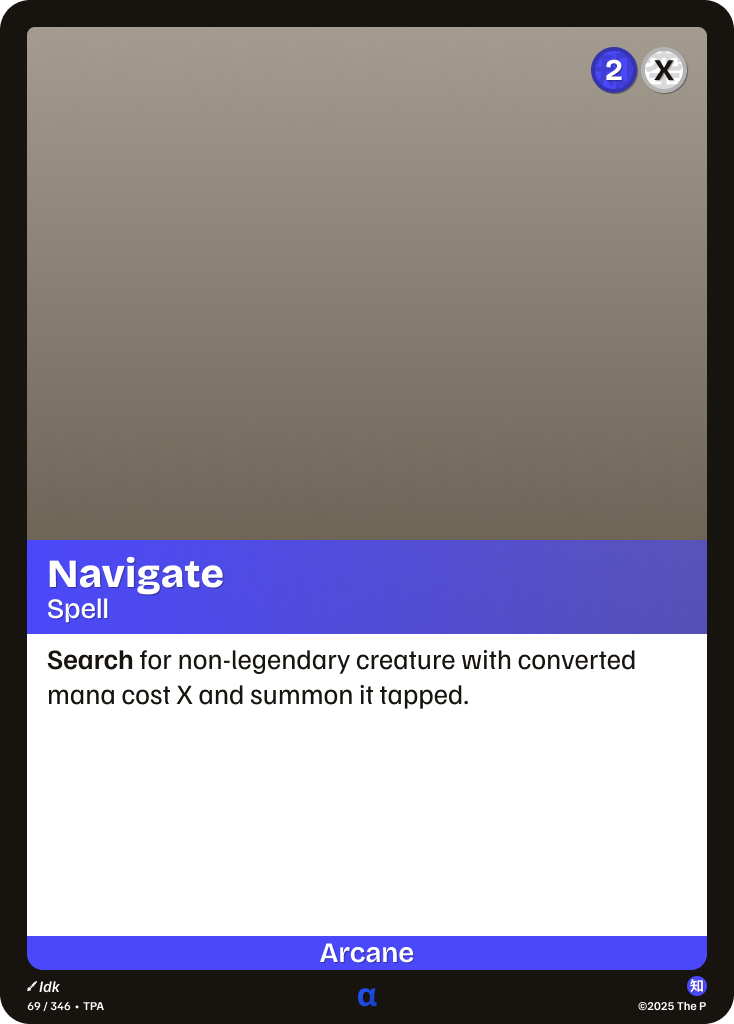 2 X
Navigate
Spell
Search for non-legendary creature with converted
mana cost X and summon it tapped.
Arcane
Idk
知
69 / 346 • TPA
α
©2025 The P